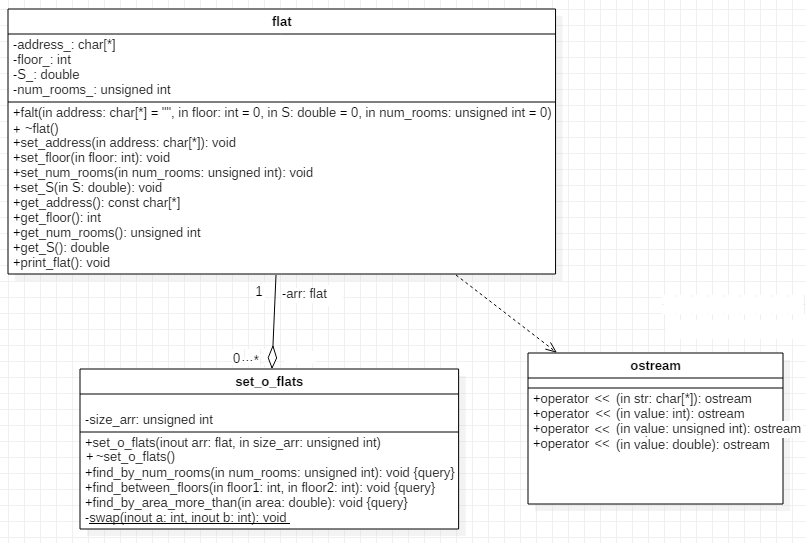 flat
-address_: char[*]
-floor_: int
-S_: double
-num_rooms_: unsigned int
+falt(in address: char[*] = "", in floor: int = 0, in S: double = 0, in num_rooms: unsigned int = 0)
+ ~flat()
+set_address(in address: char[*]): void
+set_floor(in floor: int): void
+set_num_rooms(in num_rooms: unsigned int): void
+set_S(in S: double): void
+get_address(): const char[*]
+get_floor(): int
+get_num_rooms(): unsigned int
+get_S(): double
+print_flat(): void
1
-arr: flat
0...*
set_o_flats
-size_arr: unsigned int
+set_o_flats(inout arr: flat, in size_arr: unsigned int)
+ ~set_o_flats()
+find_by_num_rooms(in num_rooms: unsigned int): void {query}
+find_between_floors(in floor1: int, in floor2: int): void {query}
+find_by_area_more_than(in area: double): void {query}
-swap(inout a: int, inout b: int): void
ostream
+operator << (in str: char[*]): ostream
+operator << (in value: int): ostream
+operator << (in value: unsigned int): ostream
+operator << (in value: double): ostream